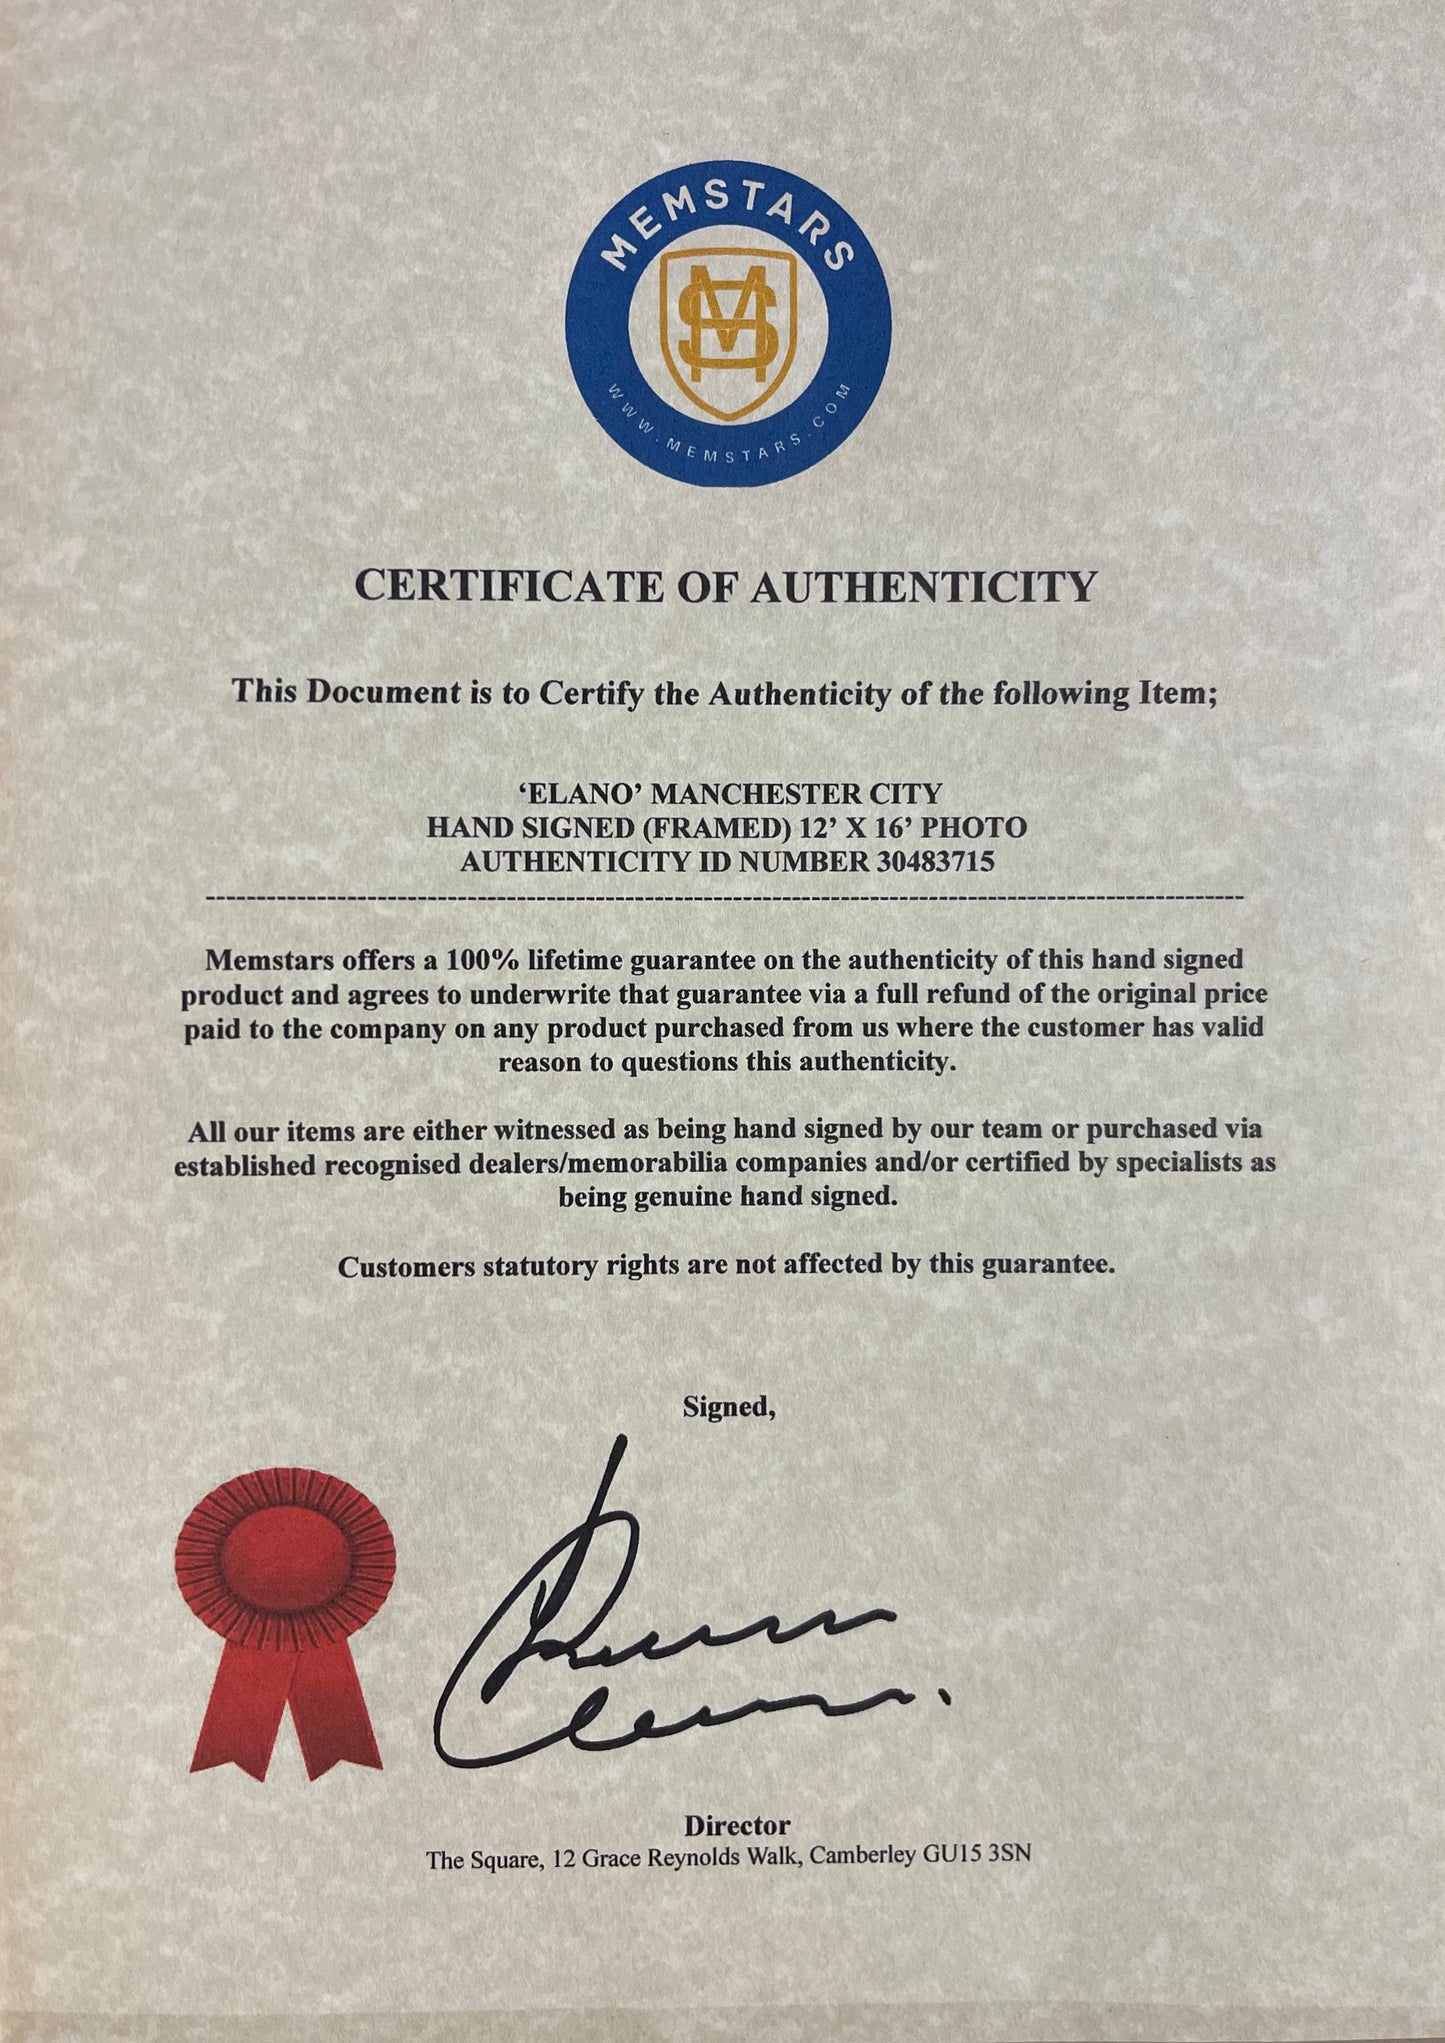 MEMSTARS
MS
WWW.MEMSTARS.COM
CERTIFICATE OF AUTHENTICITY
This Document is to Certify the Authenticity of the following Item;
‘ELANO’ MANCHESTER CITY
HAND SIGNED (FRAMED) 12’ X 16’ PHOTO
AUTHENTICITY ID NUMBER 30483715
Memstars offers a 100% lifetime guarantee on the authenticity of this hand signed
product and agrees to underwrite that guarantee via a full refund of the original price
paid to the company on any product purchased from us where the customer has valid
reason to questions this authenticity.
All our items are either witnessed as being hand signed by our team or purchased via
established recognised dealers/memorabilia companies and/or certified by specialists as
being genuine hand signed.
Customers statutory rights are not affected by this guarantee.
Signed,
Director
The Square, 12 Grace Reynolds Walk, Camberley GU15 3SN